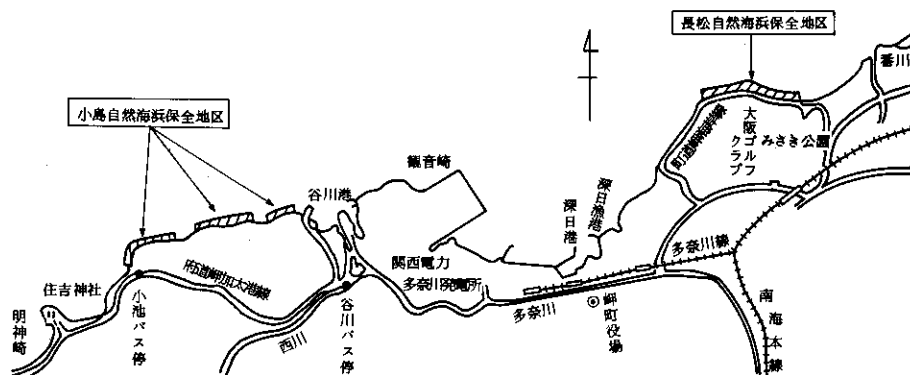 長松自然海浜保全地区
番川
小島自然海浜保全地区
町道岬海岸線
大阪ゴルフクラブ
みさき公園
観音崎
谷川港
深日港
深日漁港
多奈川線
関西電力
多奈川発電所
府道岬加太港線
住吉神社
小池バス停
明神崎
西川
谷川バス停
多奈川
岬町役場
南海本線